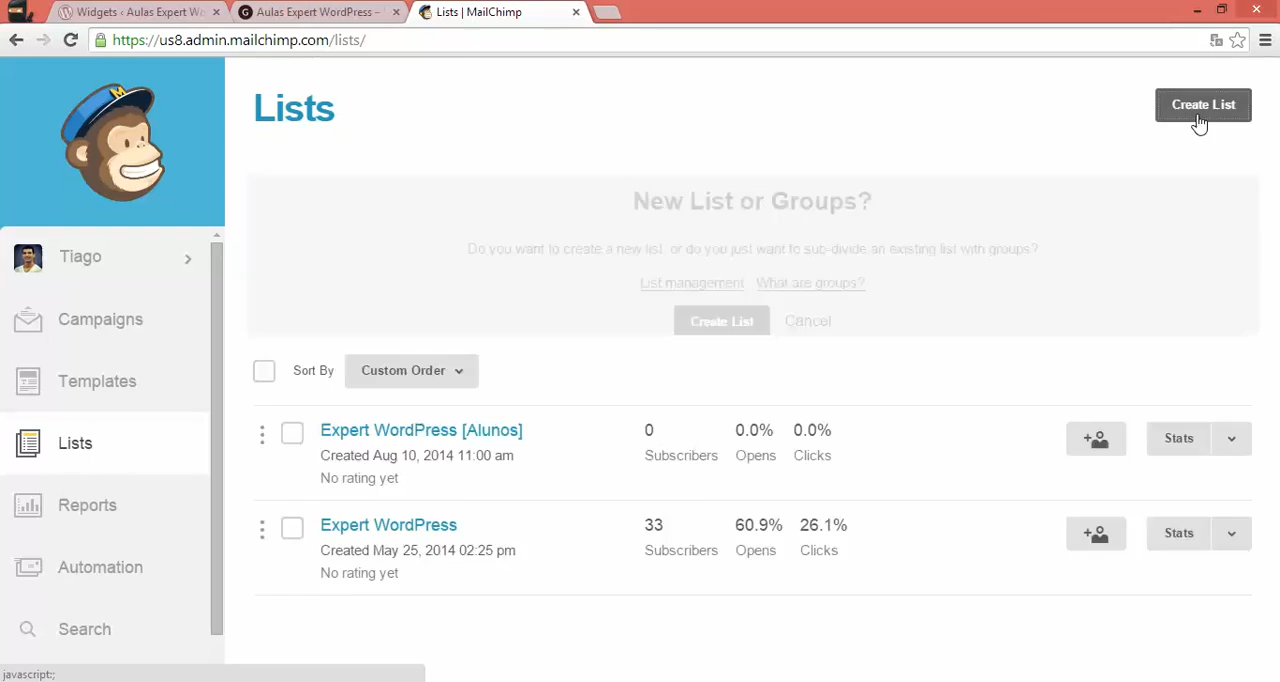 Widgets ‹ Aulas Expert Wo
Aulas Expert WordPress –
Lists | MailChimp
https://us8.admin.mailchimp.com/lists/
Lists
Create List
New List or Groups?
Do you want to create a new list, or do you just want to sub-divide an existing list with groups?
List management What are groups?
Create List Cancel
Tiago
Campaigns
Templates
Lists
Reports
Automation
Search
Sort By Custom Order
Expert WordPress [Alunos]
Created Aug 10, 2014 11:00 am
No rating yet
0 0.0% 0.0%
Subscribers Opens Clicks
Stats
Expert WordPress
Created May 25, 2014 02:25 pm
No rating yet
33 60.9% 26.1%
Subscribers Opens Clicks
Stats
javascript:;